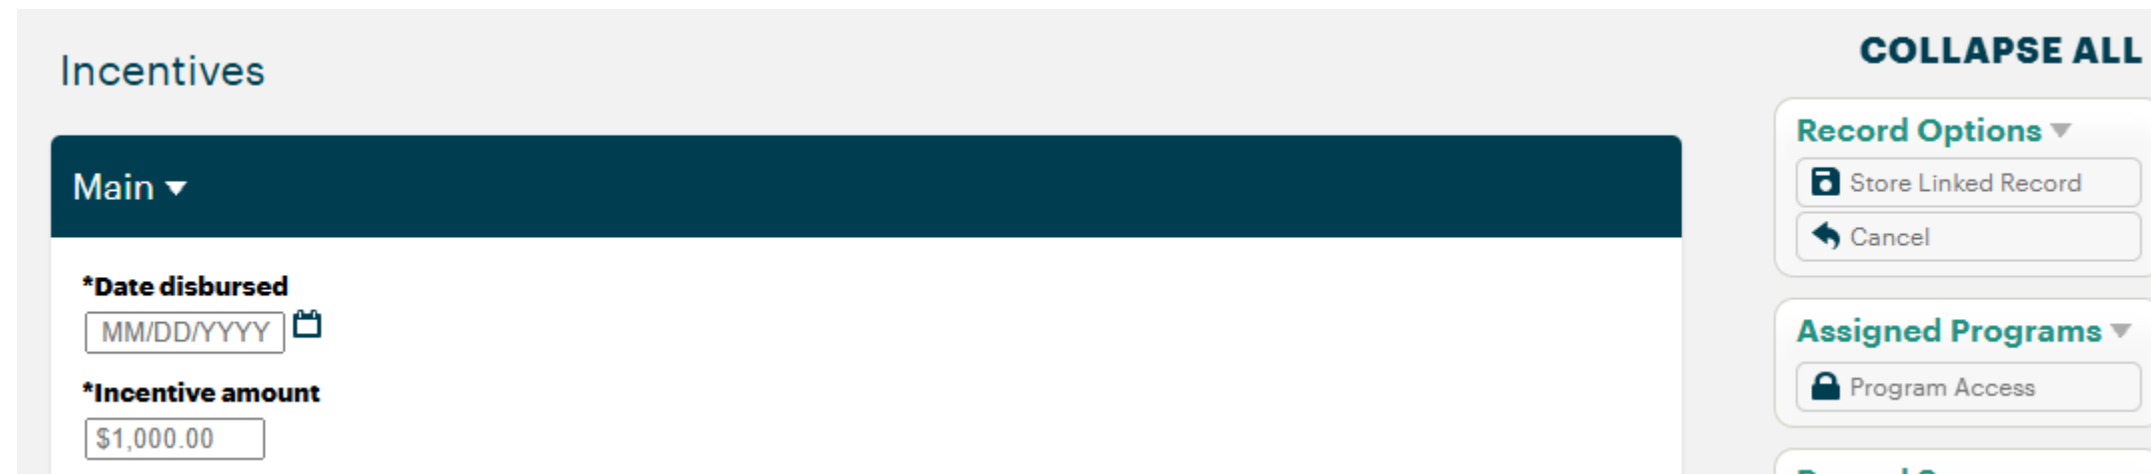 Incentives
COLLAPSE ALL
Main
*Date disbursed
MM/DD/YYYY
*Incentive amount
$1,000.00
Record Options
Store Linked Record
Cancel
Assigned Programs
Program Access